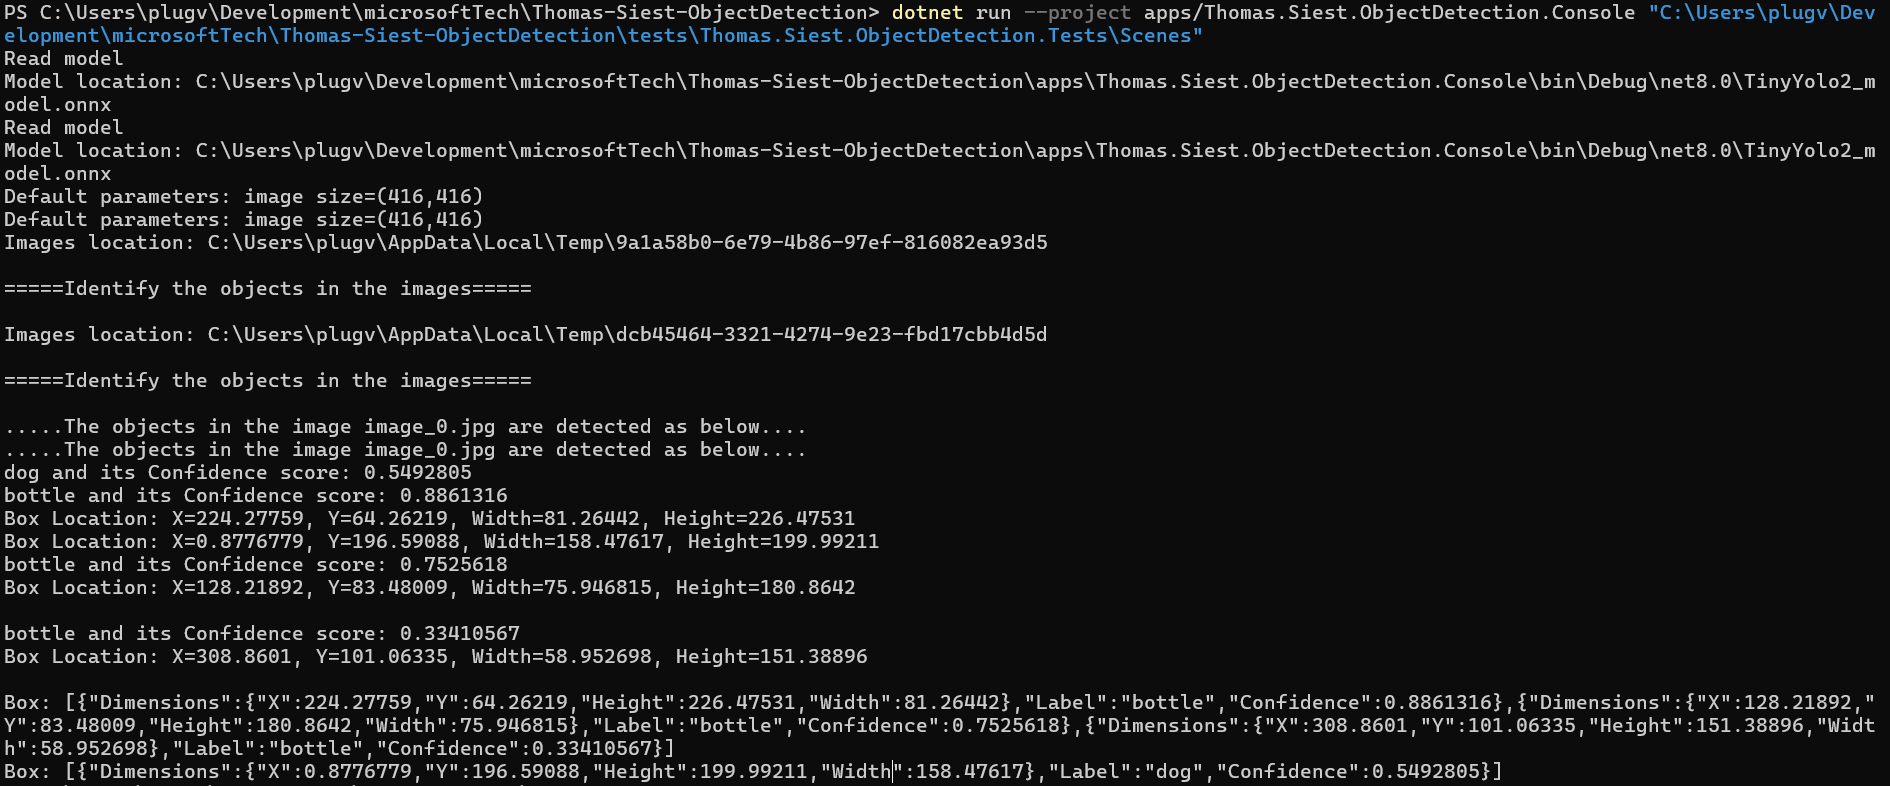 PS C:\Users\plugv\Development\microsoftTech\Thomas-Siest-ObjectDetection> dotnet run --project apps/Thomas.Siest.ObjectDetection.Console "C:\Users\plugv\Dev
elopment\microsoftTech\Thomas-Siest-ObjectDetection\tests\Thomas.Siest.ObjectDetection.Tests\Scenes"
Read model
Model location: C:\Users\plugv\Development\microsoftTech\Thomas-Siest-ObjectDetection\apps\Thomas.Siest.ObjectDetection.Console\bin\Debug\net8.0\TinyYolo2_m
odel.onnx
Read model
Model location: C:\Users\plugv\Development\microsoftTech\Thomas-Siest-ObjectDetection\apps\Thomas.Siest.ObjectDetection.Console\bin\Debug\net8.0\TinyYolo2_m
odel.onnx
Default parameters: image size=(416,416)
Default parameters: image size=(416,416)
Images location: C:\Users\plugv\AppData\Local\Temp\9a1a58b0-6e79-4b86-97ef-816082ea93d5
=====Identify the objects in the images=====
Images location: C:\Users\plugv\AppData\Local\Temp\dcb45464-3321-4274-9e23-fbd17cbb4d5d
=====Identify the objects in the images=====
.....The objects in the image image_0.jpg are detected as below....
.....The objects in the image image_0.jpg are detected as below....
dog and its Confidence score: 0.5492805
bottle and its Confidence score: 0.8861316
Box Location: X=224.27759, Y=64.26219, Width=81.26442, Height=226.47531
Box Location: X=0.8776779, Y=196.59088, Width=158.47617, Height=199.99211
bottle and its Confidence score: 0.7525618
Box Location: X=128.21892, Y=83.48009, Width=75.946815, Height=180.8642
bottle and its Confidence score: 0.33410567
Box Location: X=308.8601, Y=101.06335, Width=58.952698, Height=151.38896
Box: [{"Dimensions":{"X":224.27759,"Y":64.26219,"Height":226.47531,"Width":81.26442},"Label":"bottle","Confidence":0.8861316},{"Dimensions":{"X":128.21892,"
Y":83.48009,"Height":180.8642,"Width":75.946815},"Label":"bottle","Confidence":0.7525618},{"Dimensions":{"X":308.8601,"Y":101.06335,"Height":151.38896,"Widt
h":58.952698},"Label":"bottle","Confidence":0.33410567}]
Box: [{"Dimensions":{"X":0.8776779,"Y":196.59088,"Height":199.99211,"Width":158.47617},"Label":"dog","Confidence":0.5492805}]